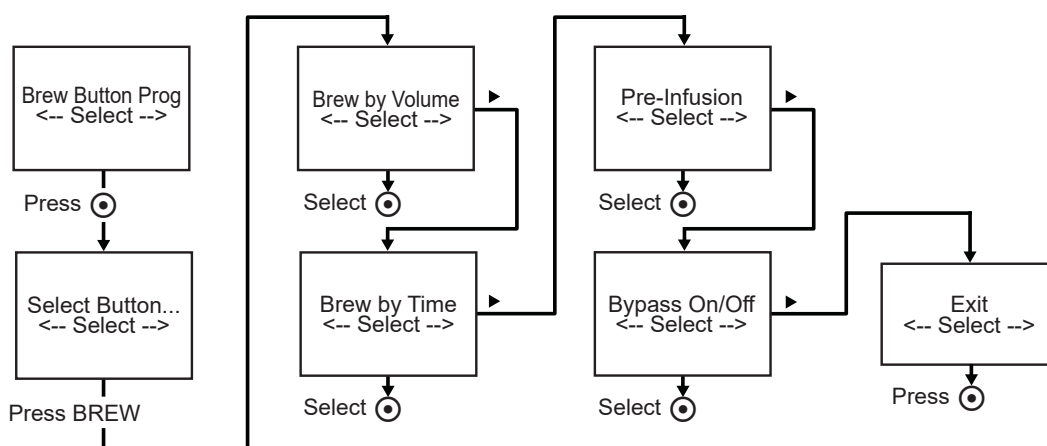 Brew Button Prog
<-- Select -->
Press
Select Button...
<-- Select -->
Press BREW
Brew by Volume
<-- Select -->
Select
Brew by Time
<-- Select -->
Select
Pre-Infusion
<-- Select -->
Select
Bypass On/Off
<-- Select -->
Select
Exit
<-- Select -->
Press